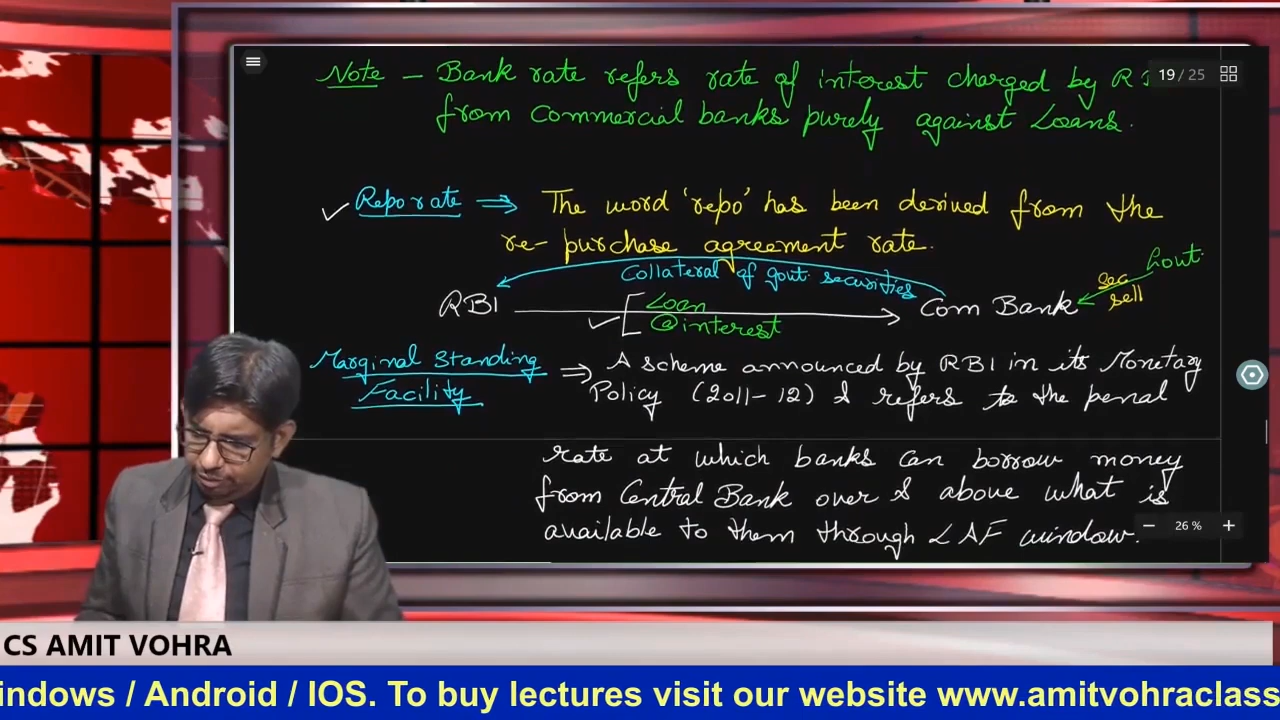 Note – Bank rate refers rate of interest charged by R
19 / 25
from Commercial banks purely against Loans.
Repo rate ⇒ The word 'repo' has been derived from the
re-purchase agreement rate.
Govt
Collateral of govt securities
sec
sell
RBI
Loan
@ interest
Com Bank
Marginal Standing
Facility
⇒ A scheme announced by RBI in its Monetary
Policy (2011-12) & refers to the penal
rate at which banks can borrow money
from Central Bank over & above what is
available to them through LAF window.
− 26 % +
CS AMIT VOHRA
indows / Android / IOS. To buy lectures visit our website www.amitvohraclass